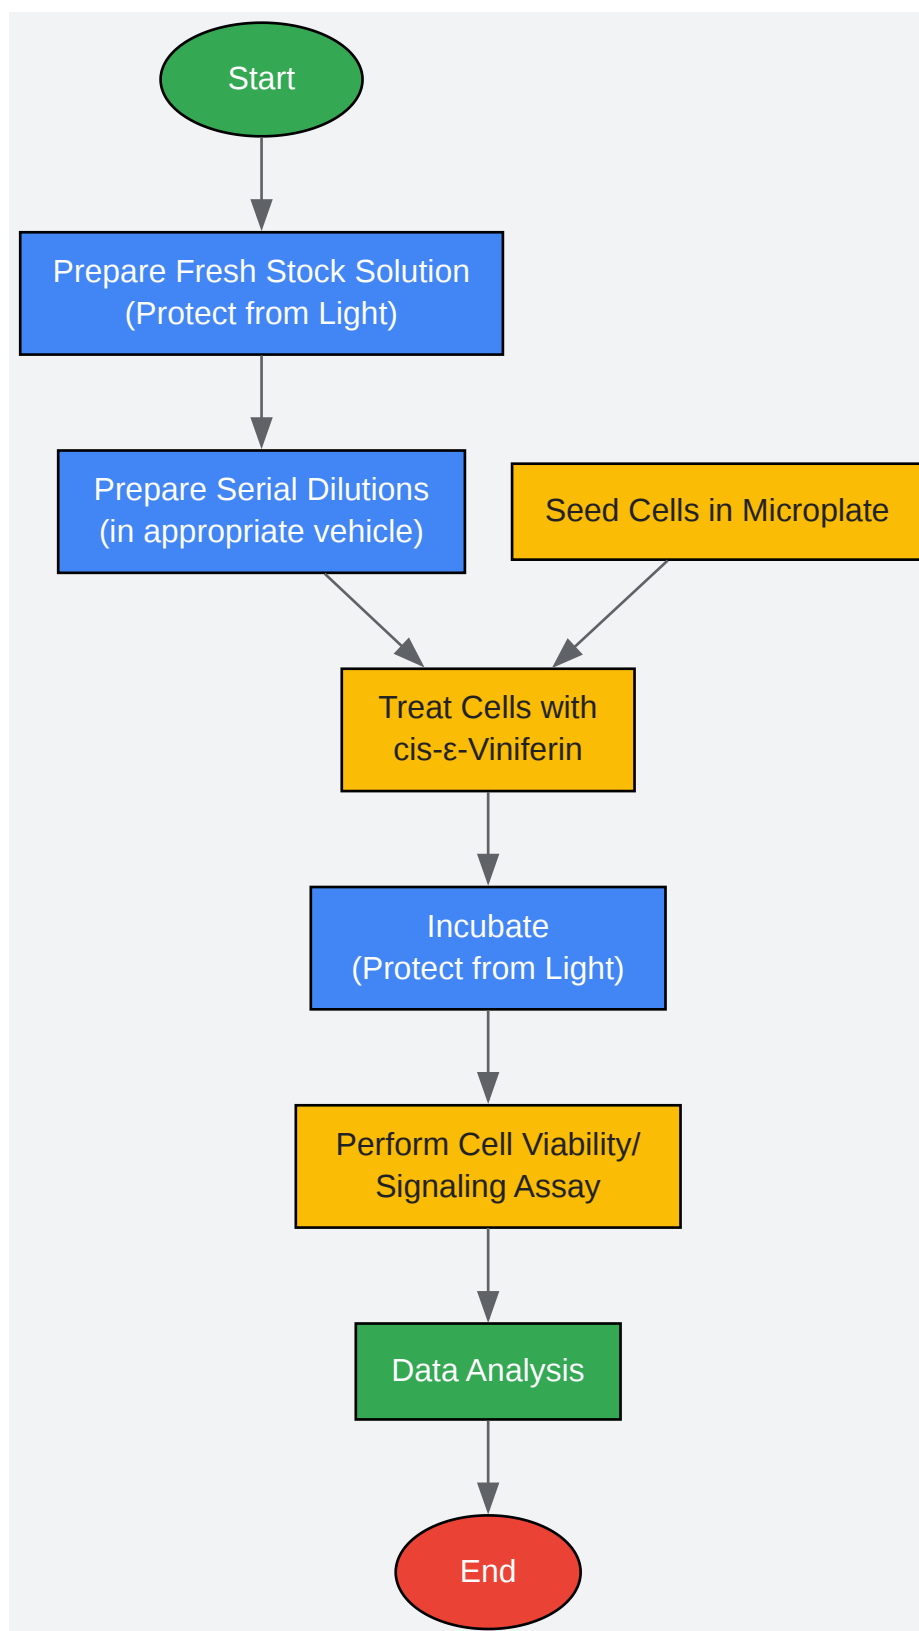 Start
Prepare Fresh Stock Solution
(Protect from Light)
Prepare Serial Dilutions
(in appropriate vehicle)
Seed Cells in Microplate
Treat Cells with
cis-ε-Viniferin
Incubate
(Protect from Light)
Perform Cell Viability/
Signaling Assay
Data Analysis
End